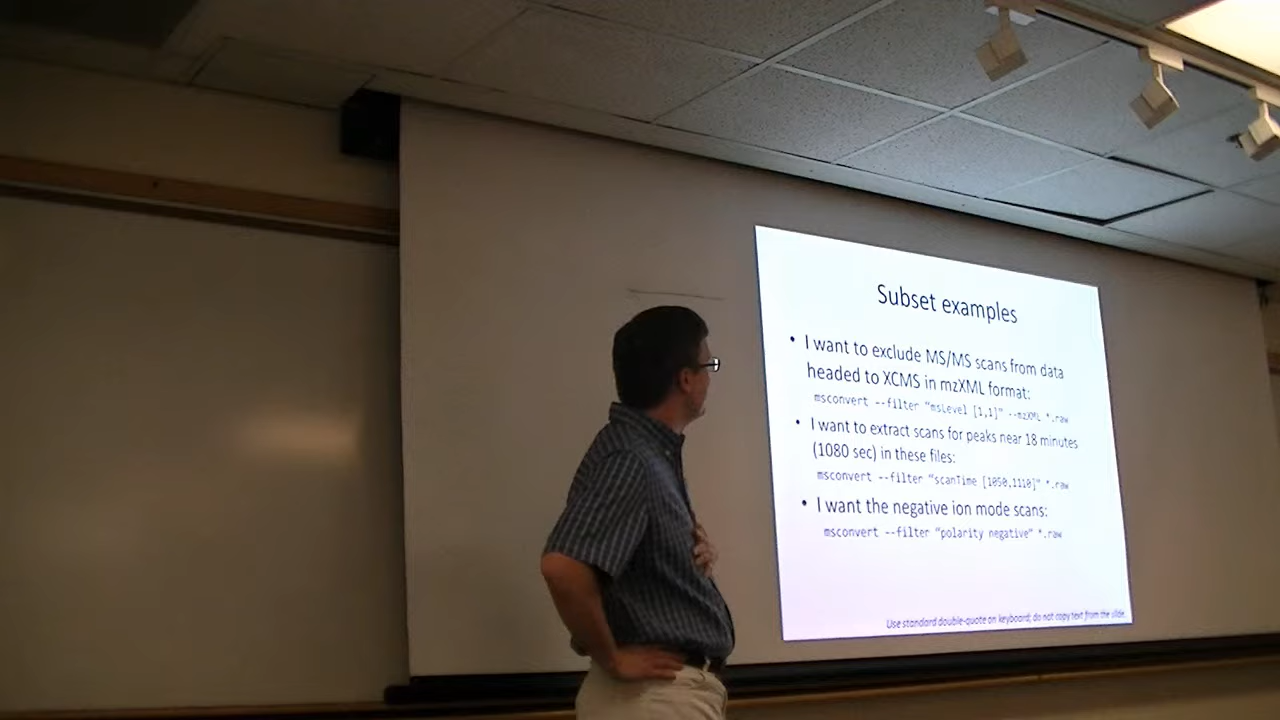 Subset examples
• I want to exclude MS/MS scans from data
headed to XCMS in mzXML format:
msconvert --filter “msLevel [1,1]” --mzXML *.raw
• I want to extract scans for peaks near 18 minutes
(1080 sec) in these files:
msconvert --filter “scanTime [1050,1110]” *.raw
• I want the negative ion mode scans:
msconvert --filter “polarity negative” *.raw
Use standard double-quote on keyboard; do not copy text from the slide.